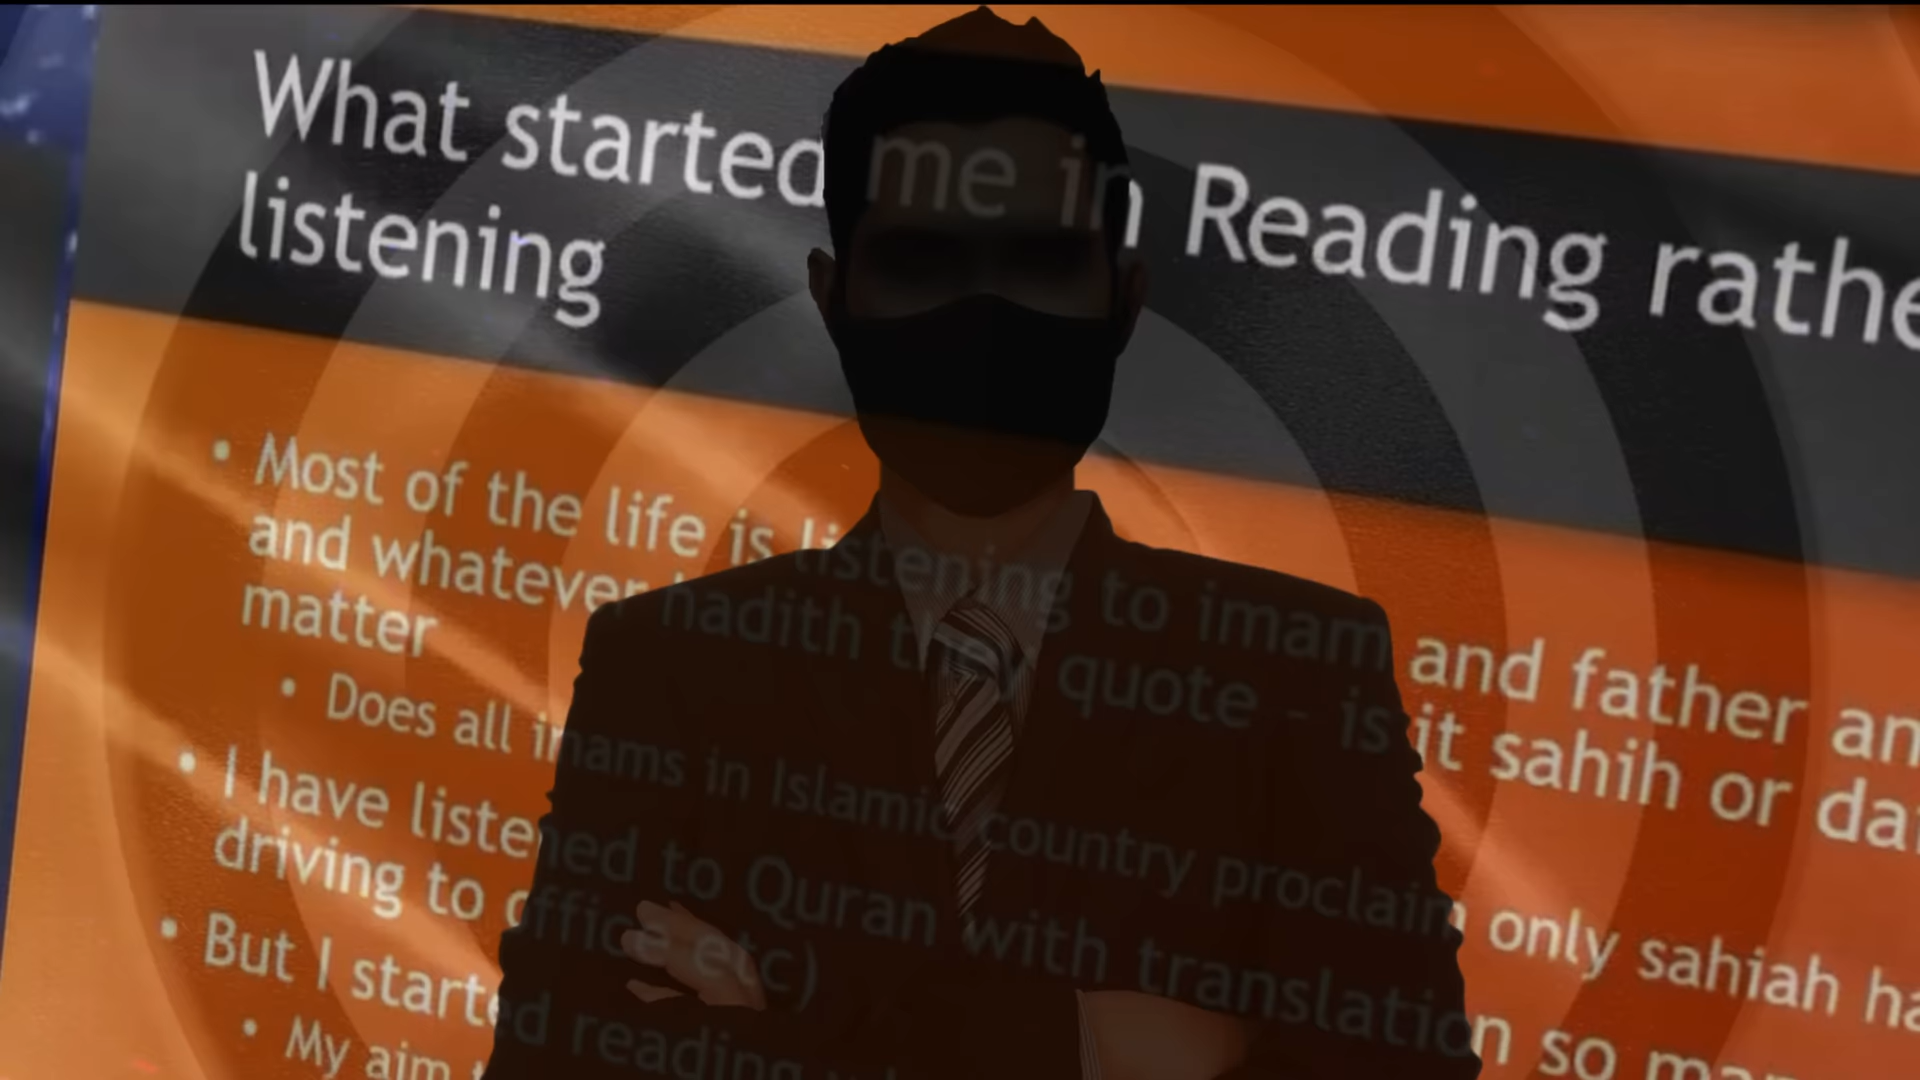 What started me in Reading rathe
listening
• Most of the life is listening to imam and father an
and whatever hadith they quote - is it sahih or dai
matter
• Does all imams in Islamic country proclaim only sahiah ha
• I have listened to Quran with translation so man
driving to office etc)
• But I started reading
• My aim